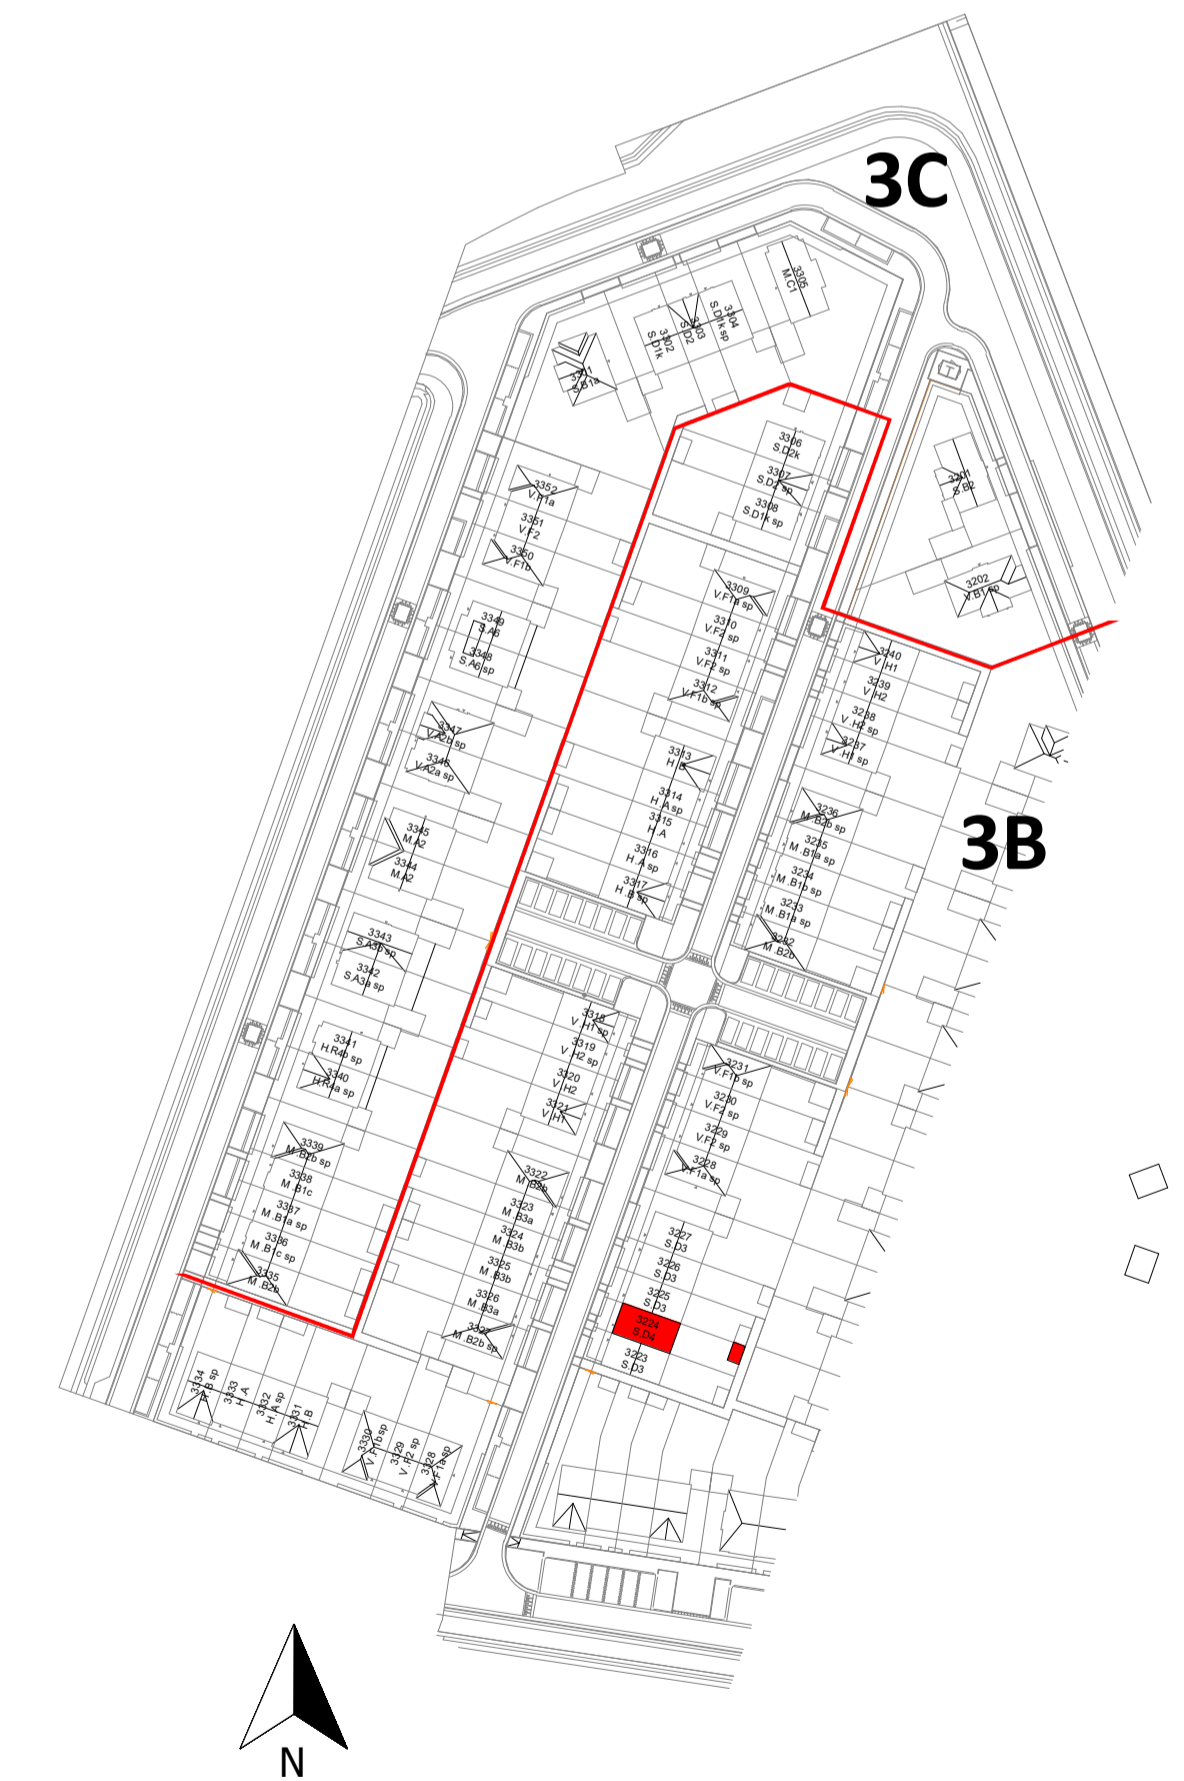 3C
3305
M.C1
3304
S.D1k sp
3303
S.D2
3302
S.D1k
3301
S.B1a
T
3306
S.D2k
3307
S.D2 sp
3308
S.D1k sp
3201
S.B2
3202
V.B1 sp
3352
V.F1a
3351
V.F2
3350
V.F1b
3309
V.F1a sp
3310
V.F2 sp
3311
V.F2 sp
3312
V.F1b sp
3349
S.A6
3348
S.A6 sp
3240
V.H1
3239
V.H2
3238
V.H2 sp
3237
V.H1 sp
3347
V.A2b sp
3346
V.A2a sp
3313
H.B
3314
H.A sp
3315
H.A
3316
H.A sp
3317
H.B sp
3236
M.B2b sp
3235
M.B1a sp
3234
M.B1b sp
3233
M.B1a sp
3232
M.B2b
3B
3345
M.A2
3344
M.A2
3343
S.A3b sp
3342
S.A3a sp
3341
H.R4b sp
3340
H.R4a sp
3318
V.H1 sp
3319
V.H2 sp
3320
V.H2
3321
V.H1
3231
V.F1b sp
3230
V.F2 sp
3229
V.F2 sp
3228
V.F1a sp
3339
M.B2b sp
3338
M.B1c
3337
M.B1a sp
3336
M.B1c sp
3335
M.B2b
3322
M.B2b
3323
M.B3a
3324
M.B3b
3325
M.B3b
3326
M.B3a
3327
M.B2b sp
3227
S.D3
3226
S.D3
3225
S.D3
3224
S.D4
3223
S.D3
3334
H.B sp
3333
H.A
3332
H.A sp
3331
H.B
3330
V.F1b sp
3329
V.F2 sp
3328
V.F1a sp
N